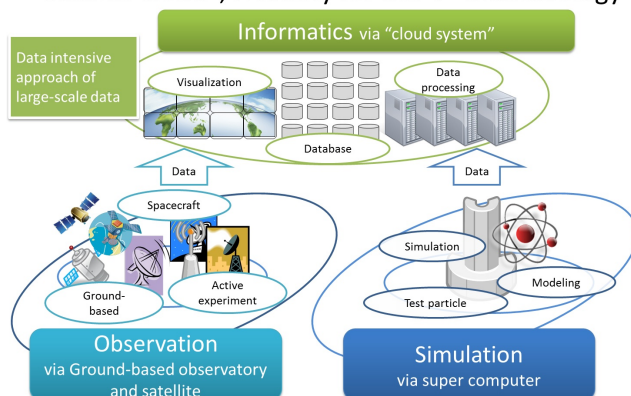 Informatics via “cloud system”
Data intensive
approach of
large-scale data
Visualization
Data
processing
Database
Data
Data
Spacecraft
Ground-
based
Active
experiment
Simulation
Modeling
Test particle
Observation
via Ground-based observatory
and satellite
Simulation
via super computer